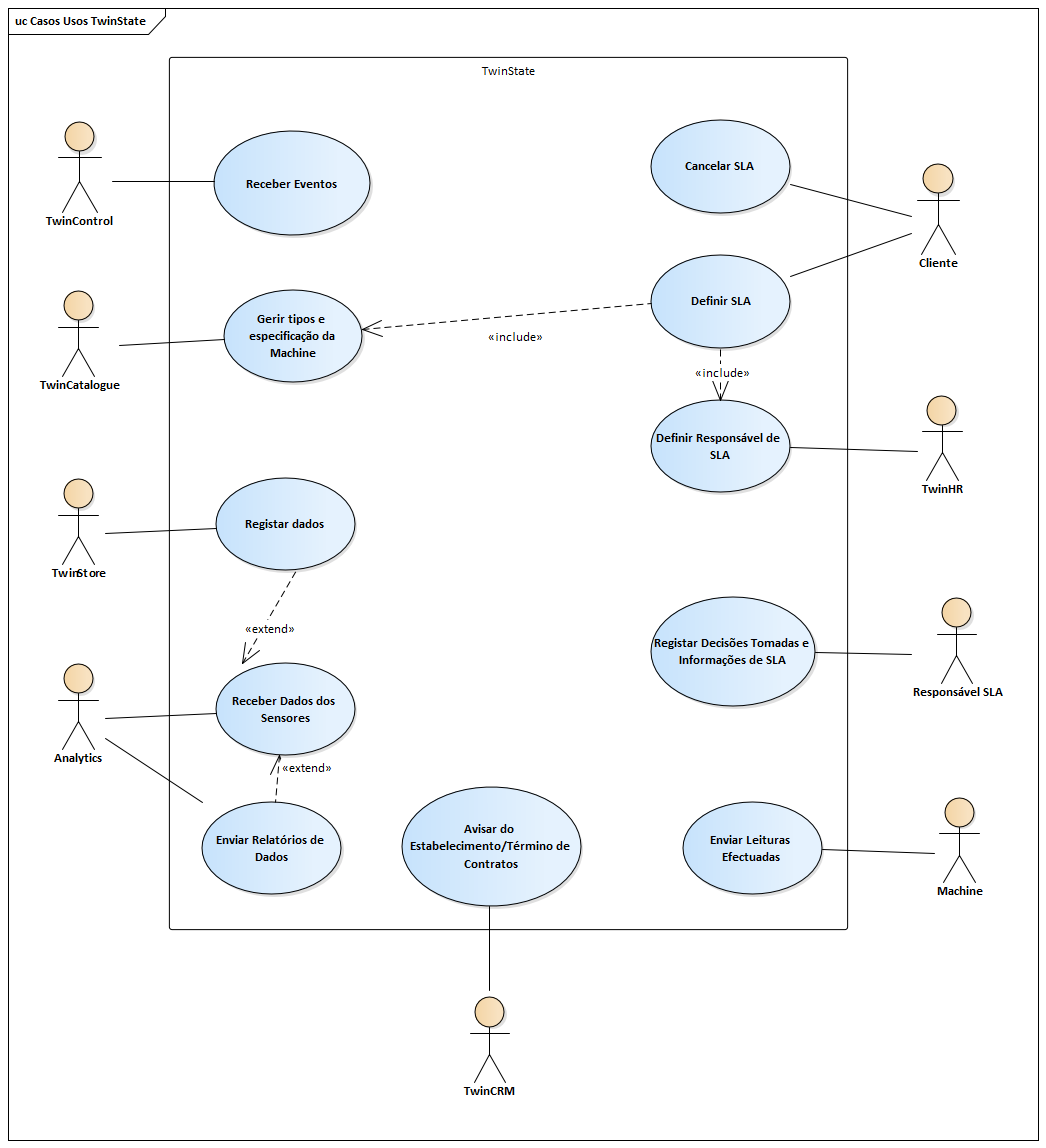 uc Casos Usos TwinState
TwinState
Cancelar SLA
Receber Eventos
TwinControl
Cliente
Definir SLA
Gerir tipos e
especificação da
Machine
«include»
«include»
TwinCatalogue
Definir Responsável de
SLA
TwinHR
Registar dados
TwinStore
«extend»
Registar Decisões Tomadas e
Informações de SLA
Responsável SLA
Receber Dados dos
Sensores
Analytics
«extend»
Enviar Relatórios de
Dados
Avisar do
Estabelecimento/Término de
Contratos
Enviar Leituras
Efectuadas
Machine
TwinCRM